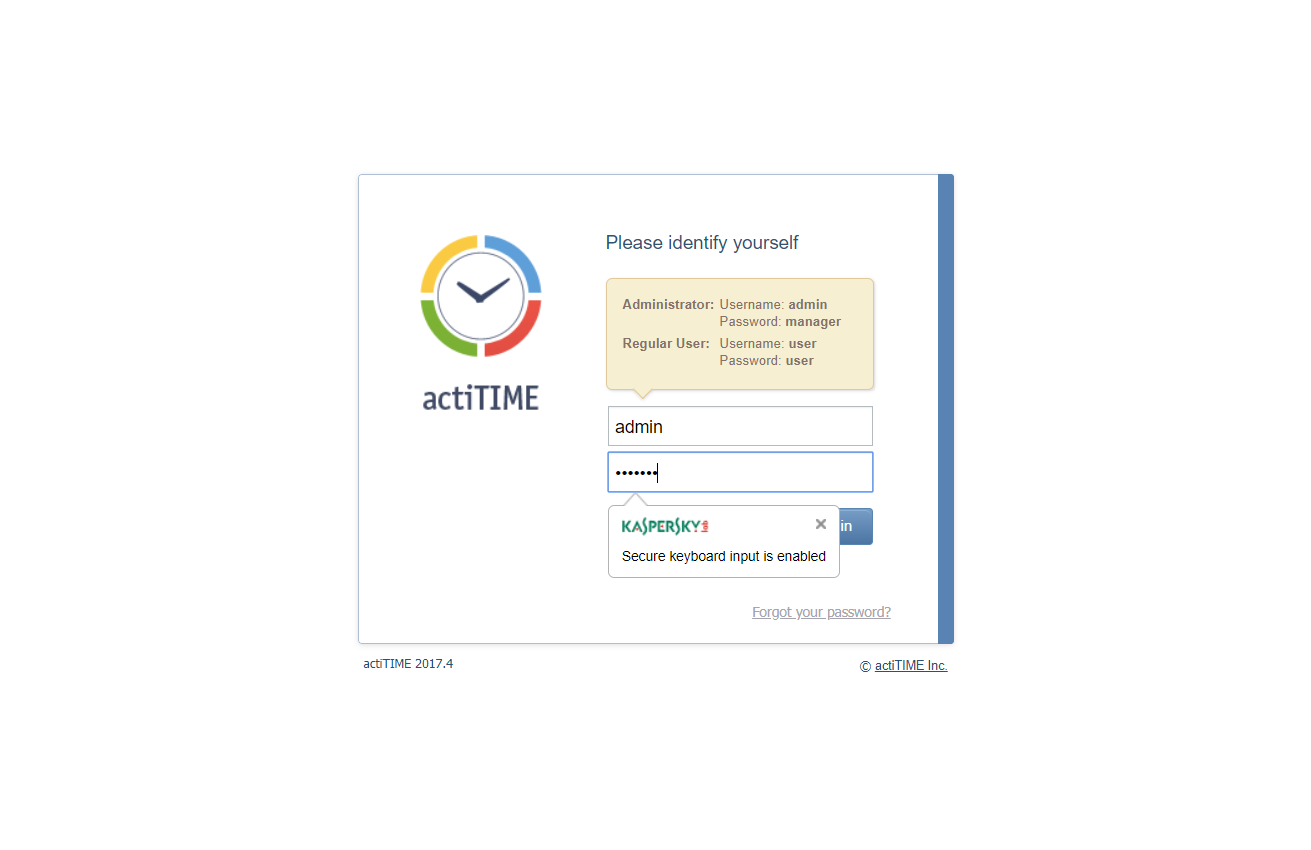 Please identify yourself
Administrator: Username: admin
Password: manager
Regular User: Username: user
Password: user
actiTIME
admin
•••••••
KASPERSKY
in
Secure keyboard input is enabled
Forgot your password?
actiTIME 2017.4
© actiTIME Inc.